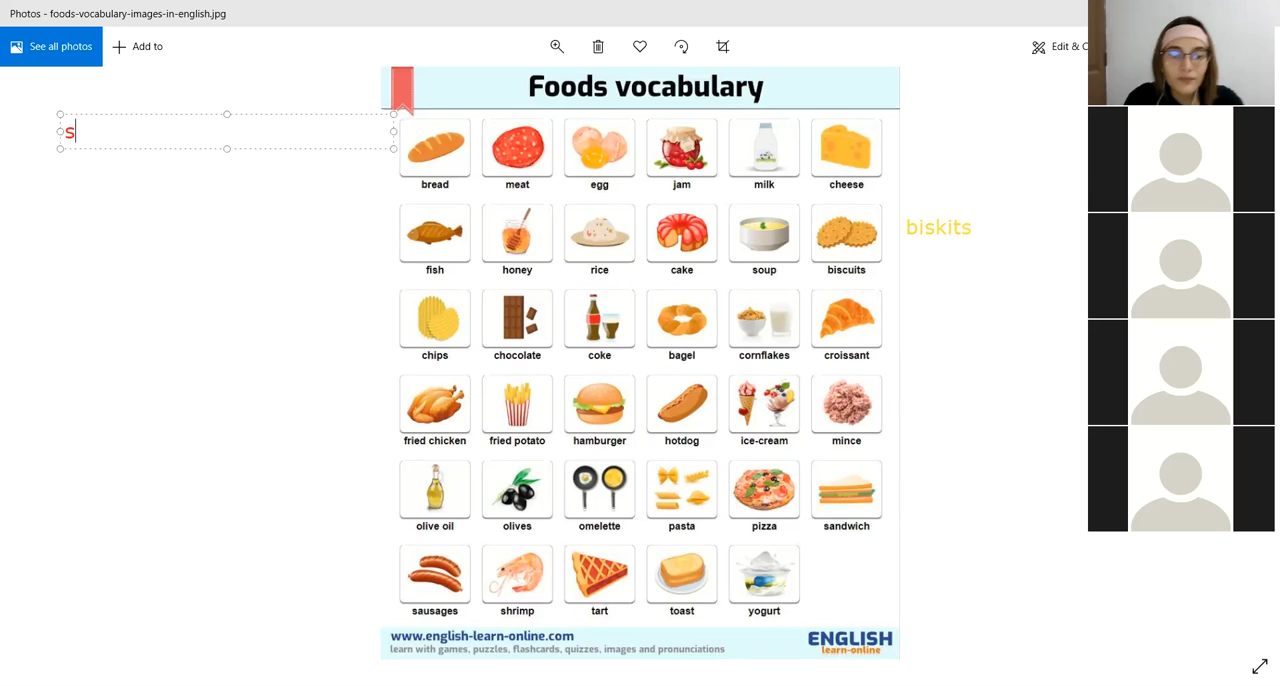 Photos - foods-vocabulary-images-in-english.jpg
See all photos
Add to
Edit & C
Foods vocabulary
s
bread meat egg jam milk cheese
biskits
fish honey rice cake soup biscuits
chips chocolate coke bagel cornflakes croissant
fried chicken fried potato hamburger hotdog ice-cream mince
olive oil olives omelette pasta pizza sandwich
sausages shrimp tart toast yogurt
www.english-learn-online.com
learn with games, puzzles, flashcards, quizzes, images and pronunciations
ENGLISH
learn-online